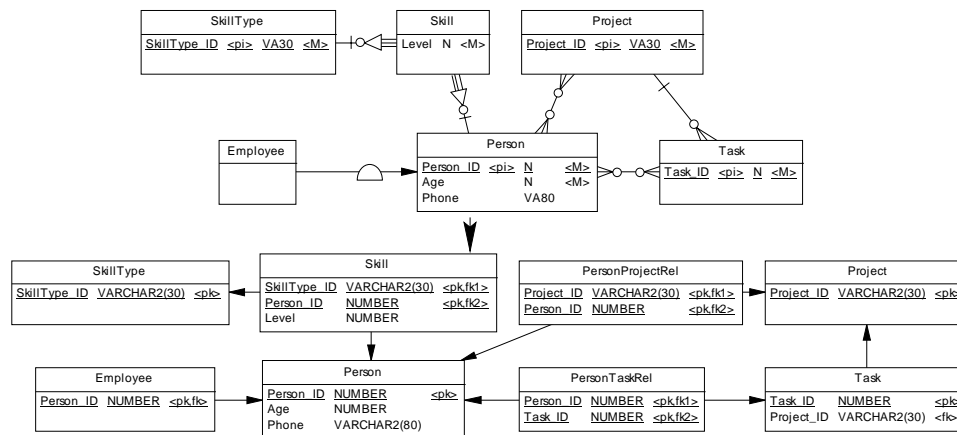 SkillType
SkillType_ID <pi> VA30 <M>
Skill
Level N <M>
Project
Project_ID <pi> VA30 <M>
Employee
Person
Person_ID <pi> N <M>
Age N <M>
Phone VA80
Task
Task_ID <pi> N <M>
SkillType
SkillType_ID VARCHAR2(30) <pk>
Skill
SkillType_ID VARCHAR2(30) <pk,fk1>
Person_ID NUMBER <pk,fk2>
Level NUMBER
PersonProjectRel
Project_ID VARCHAR2(30) <pk,fk1>
Person_ID NUMBER <pk,fk2>
Project
Project_ID VARCHAR2(30) <pk>
Employee
Person_ID NUMBER <pk,fk>
Person
Person_ID NUMBER <pk>
Age NUMBER
Phone VARCHAR2(80)
PersonTaskRel
Person_ID NUMBER <pk,fk1>
Task_ID NUMBER <pk,fk2>
Task
Task_ID NUMBER <pk>
Project_ID VARCHAR2(30) <fk>